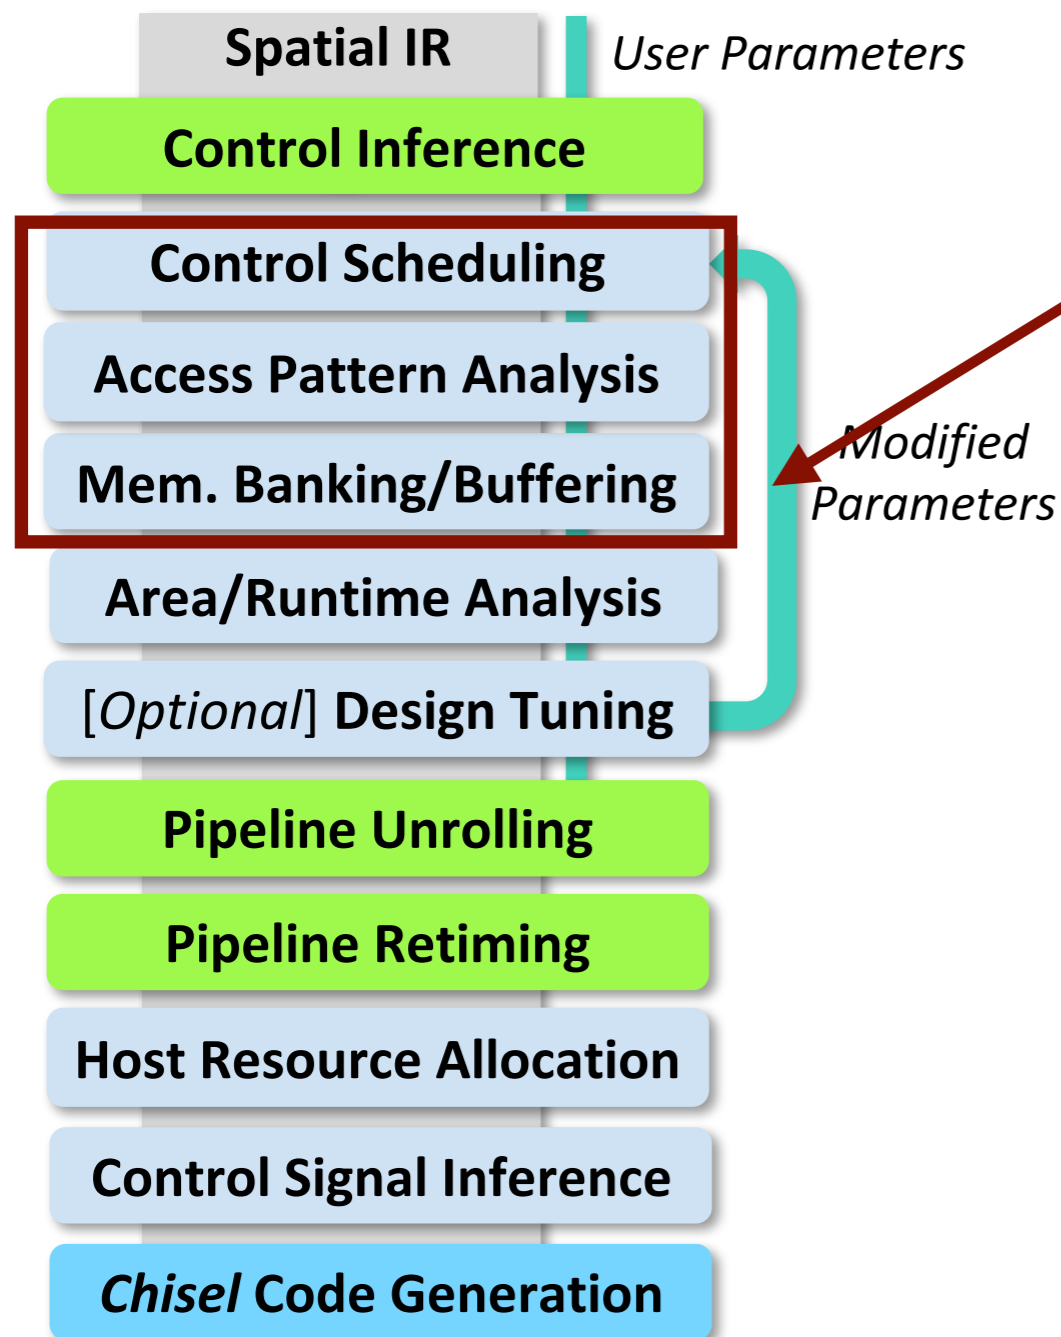 Spatial IR
User Parameters
Control Inference
Control Scheduling
Access Pattern Analysis
Modified
Parameters
Mem. Banking/Buffering
Area/Runtime Analysis
[Optional] Design Tuning
Pipeline Unrolling
Pipeline Retiming
Host Resource Allocation
Control Signal Inference
Chisel Code Generation